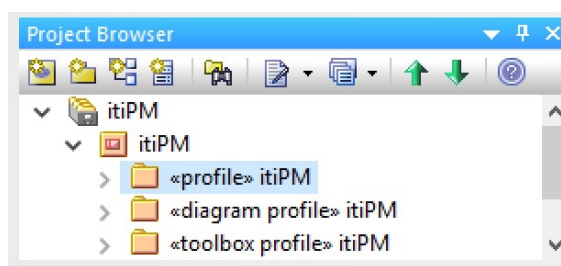 Project Browser
itiPM
itiPM
«profile» itiPM
«diagram profile» itiPM
«toolbox profile» itiPM